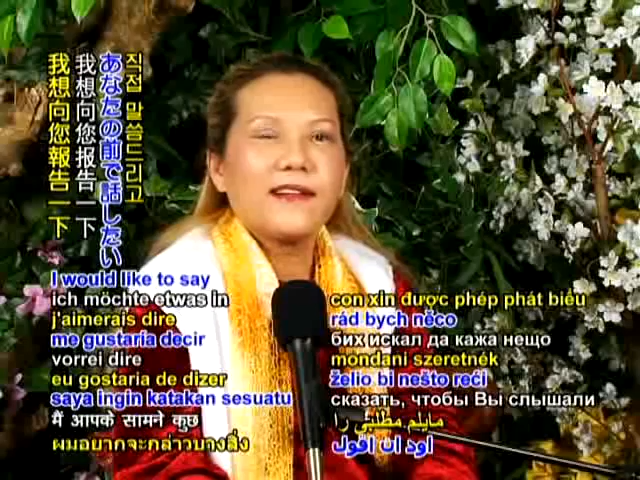 我想向您報告一下
我想向您报告一下
あなたの前で話したい
직접 말씀드리고
I would like to say
ich möchte etwas in
j'aimerais dire
me gustaría decir
vorrei dire
eu gostaria de dizer
saya ingin katakan sesuatu
मैं आपके सामने कुछ
ผมอยากจะกล่าวบางสิ่ง
con xin được phép phát biểu
rád bych něco
бих искал да кажа нещо
mondani szeretnék
želio bi nešto reći
сказать, чтобы Вы слышали
مایلم مطلبی را
اود ان اقول